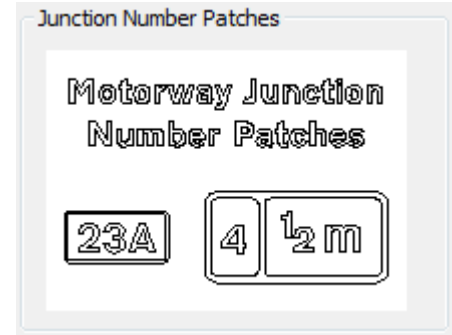 Junction Number Patches
Motorway Junction
Number Patches
23A 4 ½ m